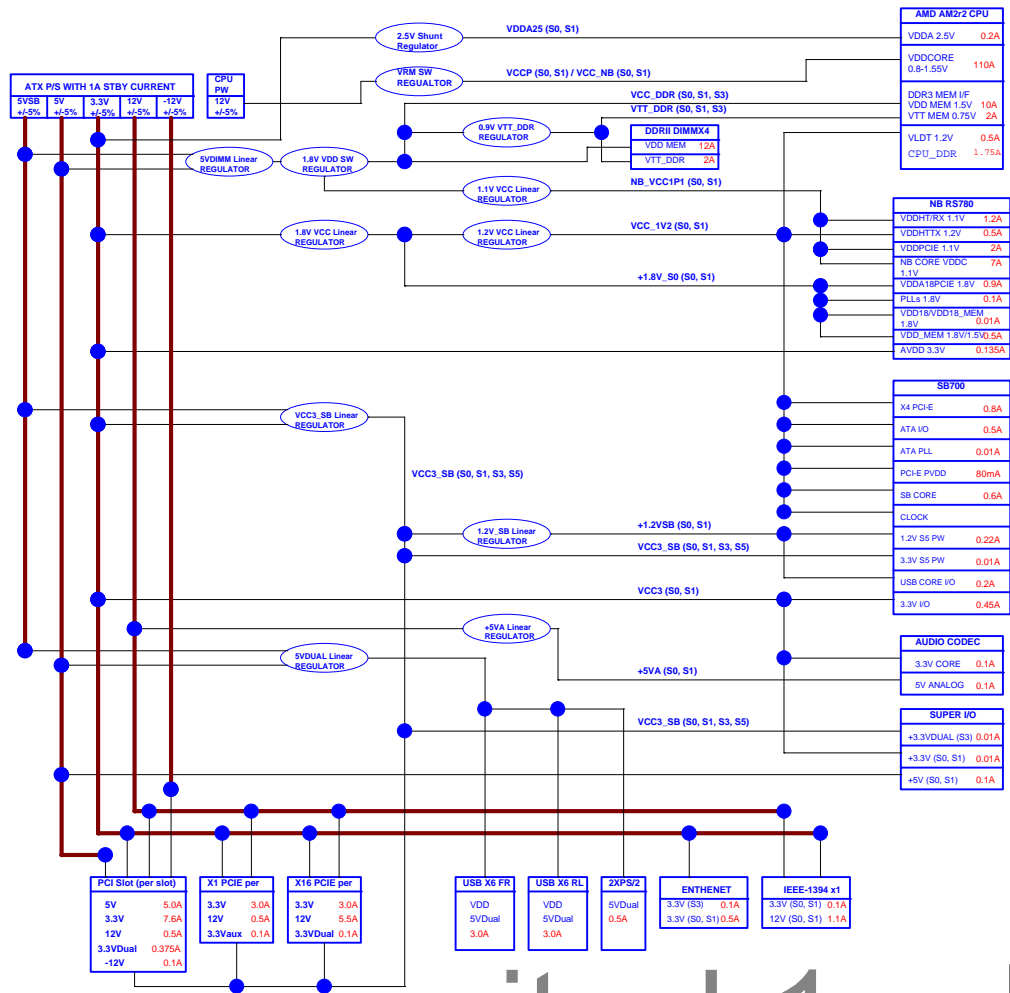 AMD AM2r2 CPU
VDDA 2.5V 0.2A
VDDCORE
0.8-1.55V 110A
DDR3 MEM I/F
VDD MEM 1.5V 10A
VTT MEM 0.75V 2A
VLDT 1.2V 0.5A
CPU_DDR 1.75A
2.5V Shunt
Regulator
VDDA25 (S0, S1)
VRM SW
REGUALTOR
VCCP (S0, S1) / VCC_NB (S0, S1)
ATX P/S WITH 1A STBY CURRENT
5VSB
+/-5%
5V
+/-5%
3.3V
+/-5%
12V
+/-5%
-12V
+/-5%
CPU
PW
12V
+/-5%
VCC_DDR (S0, S1, S3)
VTT_DDR (S0, S1, S3)
0.9V VTT_DDR
REGULATOR
DDRII DIMMX4
VDD MEM 12A
VTT_DDR 2A
5VDIMM Linear
REGULATOR
1.8V VDD SW
REGULATOR
1.1V VCC Linear
REGULATOR
NB_VCC1P1 (S0, S1)
1.8V VCC Linear
REGULATOR
1.2V VCC Linear
REGULATOR
VCC_1V2 (S0, S1)
+1.8V_S0 (S0, S1)
NB RS780
VDDHT/RX 1.1V 1.2A
VDDHTTX 1.2V 0.5A
VDDPCIE 1.1V 2A
NB CORE VDDC
1.1V 7A
VDDA18PCIE 1.8V 0.9A
PLLs 1.8V 0.1A
VDD18/VDD18_MEM
1.8V 0.01A
VDD_MEM 1.8V/1.5V 0.5A
AVDD 3.3V 0.135A
SB700
X4 PCI-E 0.8A
ATA I/O 0.5A
ATA PLL 0.01A
PCI-E PVDD 80mA
SB CORE 0.6A
CLOCK
1.2V S5 PW 0.22A
3.3V S5 PW 0.01A
USB CORE I/O 0.2A
3.3V I/O 0.45A
VCC3_SB Linear
REGULATOR
VCC3_SB (S0, S1, S3, S5)
1.2V_SB Linear
REGULATOR
+1.2VSB (S0, S1)
VCC3_SB (S0, S1, S3, S5)
VCC3 (S0, S1)
+5VA Linear
REGULATOR
5VDUAL Linear
REGULATOR
+5VA (S0, S1)
AUDIO CODEC
3.3V CORE 0.1A
5V ANALOG 0.1A
VCC3_SB (S0, S1, S3, S5)
SUPER I/O
+3.3VDUAL (S3) 0.01A
+3.3V (S0, S1) 0.01A
+5V (S0, S1) 0.1A
PCI Slot (per slot)
5V 5.0A
3.3V 7.6A
12V 0.5A
3.3VDual 0.375A
-12V 0.1A
X1 PCIE per
3.3V 3.0A
12V 0.5A
3.3Vaux 0.1A
X16 PCIE per
3.3V 3.0A
12V 5.5A
3.3VDual 0.1A
USB X6 FR
VDD
5VDual
3.0A
USB X6 RL
VDD
5VDual
3.0A
2XPS/2
5VDual
0.5A
ENTHENET
3.3V (S3) 0.1A
3.3V (S0, S1) 0.5A
IEEE-1394 x1
3.3V (S0, S1) 0.1A
12V (S0, S1) 1.1A